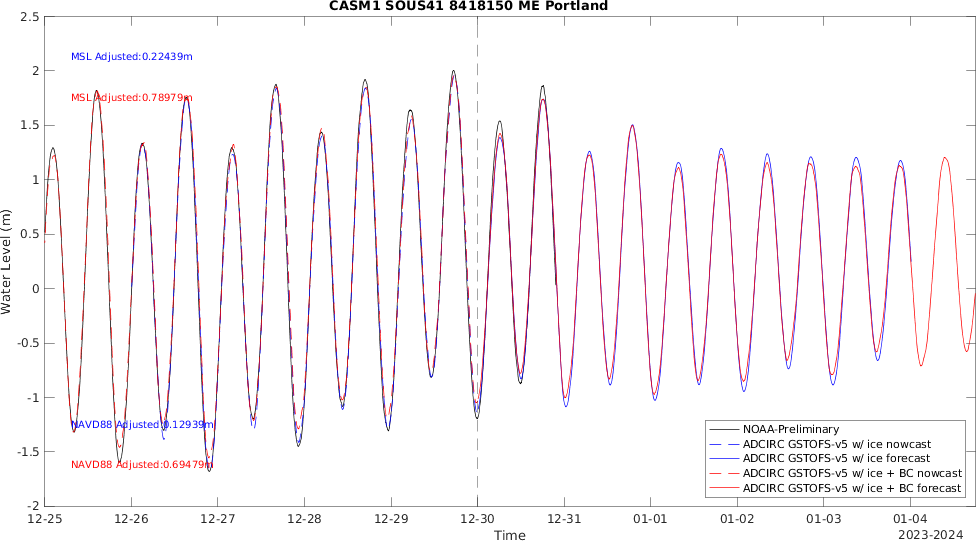 CASM1 SOUS41 8418150 ME Portland
2.5
2
1.5
1
0.5
0
-0.5
-1
-1.5
-2
Water Level (m)
MSL Adjusted:0.22439m
MSL Adjusted:0.78979m
NAVD88 Adjusted:0.12939m
NAVD88 Adjusted:0.69479m
NOAA-Preliminary
ADCIRC GSTOFS-v5 w/ ice nowcast
ADCIRC GSTOFS-v5 w/ ice forecast
ADCIRC GSTOFS-v5 w/ ice + BC nowcast
ADCIRC GSTOFS-v5 w/ ice + BC forecast
12-25 12-26 12-27 12-28 12-29 12-30 12-31 01-01 01-02 01-03 01-04
Time
2023-2024